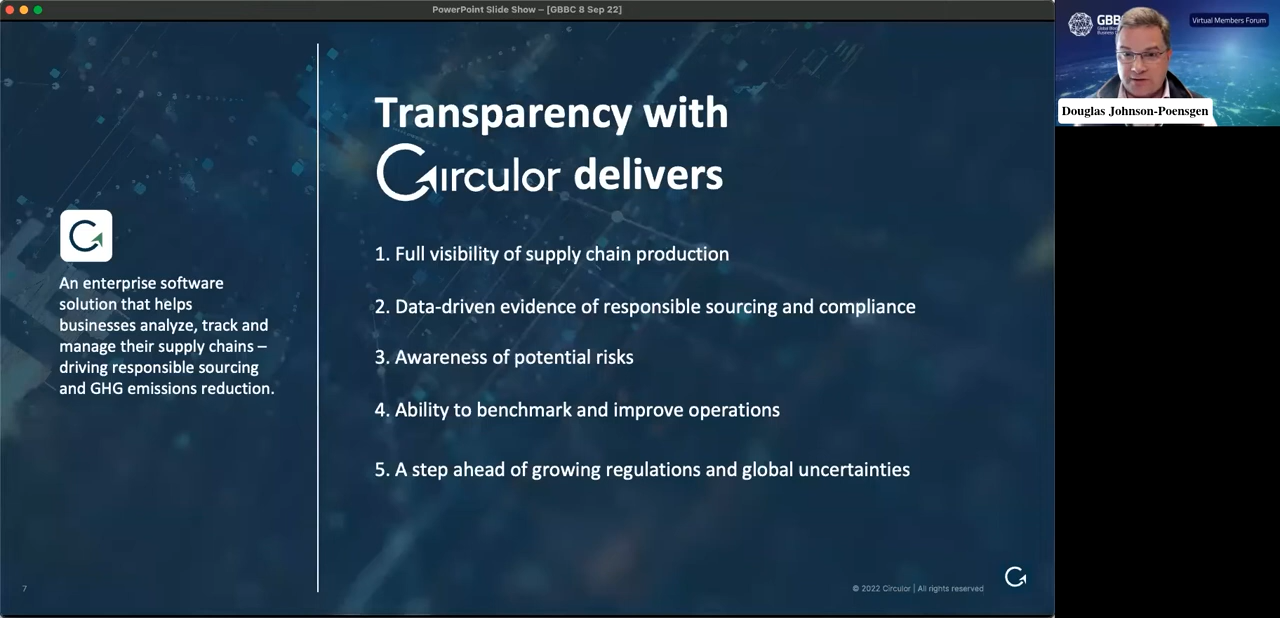 PowerPoint Slide Show – [GBBC 8 Sep 22]
Transparency with
Circulor delivers
An enterprise software
solution that helps
businesses analyze, track and
manage their supply chains –
driving responsible sourcing
and GHG emissions reduction.
1. Full visibility of supply chain production
2. Data-driven evidence of responsible sourcing and compliance
3. Awareness of potential risks
4. Ability to benchmark and improve operations
5. A step ahead of growing regulations and global uncertainties
7
© 2022 Circulor | All rights reserved
GBB
Virtual Members Forum
Douglas Johnson-Poensgen